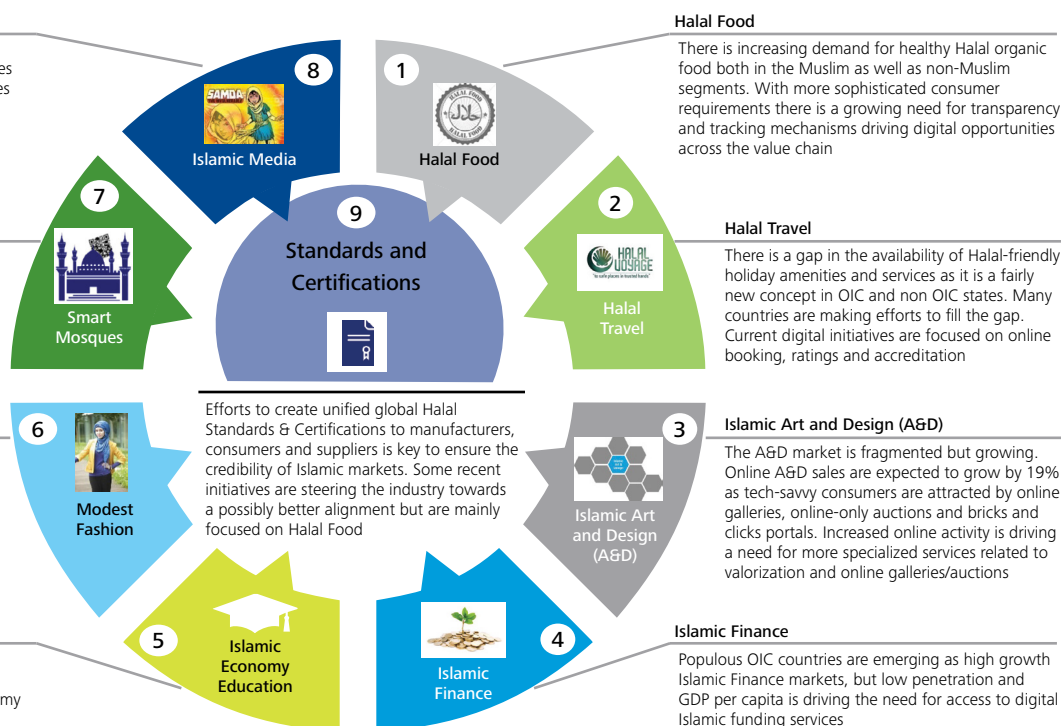 Halal Food
There is increasing demand for healthy Halal organic
food both in the Muslim as well as non-Muslim
segments. With more sophisticated consumer
requirements there is a growing need for transparency
and tracking mechanisms driving digital opportunities
across the value chain
Halal Travel
There is a gap in the availability of Halal-friendly
holiday amenities and services as it is a fairly
new concept in OIC and non OIC states. Many
countries are making efforts to fill the gap.
Current digital initiatives are focused on online
booking, ratings and accreditation
Islamic Art and Design (A&D)
The A&D market is fragmented but growing.
Online A&D sales are expected to grow by 19%
as tech-savvy consumers are attracted by online
galleries, online-only auctions and bricks and
clicks portals. Increased online activity is driving
a need for more specialized services related to
valorization and online galleries/auctions
Islamic Finance
Populous OIC countries are emerging as high growth
Islamic Finance markets, but low penetration and
GDP per capita is driving the need for access to digital
Islamic funding services
1
HALAL FOOD
حلال
HALAL FOOD
Halal Food
2
HALAL
VOYAGE
Halal
Travel
3
Islamic Art
and Design
(A&D)
4
Islamic
Finance
5
Islamic
Economy
Education
6
Modest
Fashion
7
Smart
Mosques
8
SAMDA
Islamic Media
9
Standards and
Certifications
Efforts to create unified global Halal
Standards & Certifications to manufacturers,
consumers and suppliers is key to ensure the
credibility of Islamic markets. Some recent
initiatives are steering the industry towards
a possibly better alignment but are mainly
focused on Halal Food
es
es
my